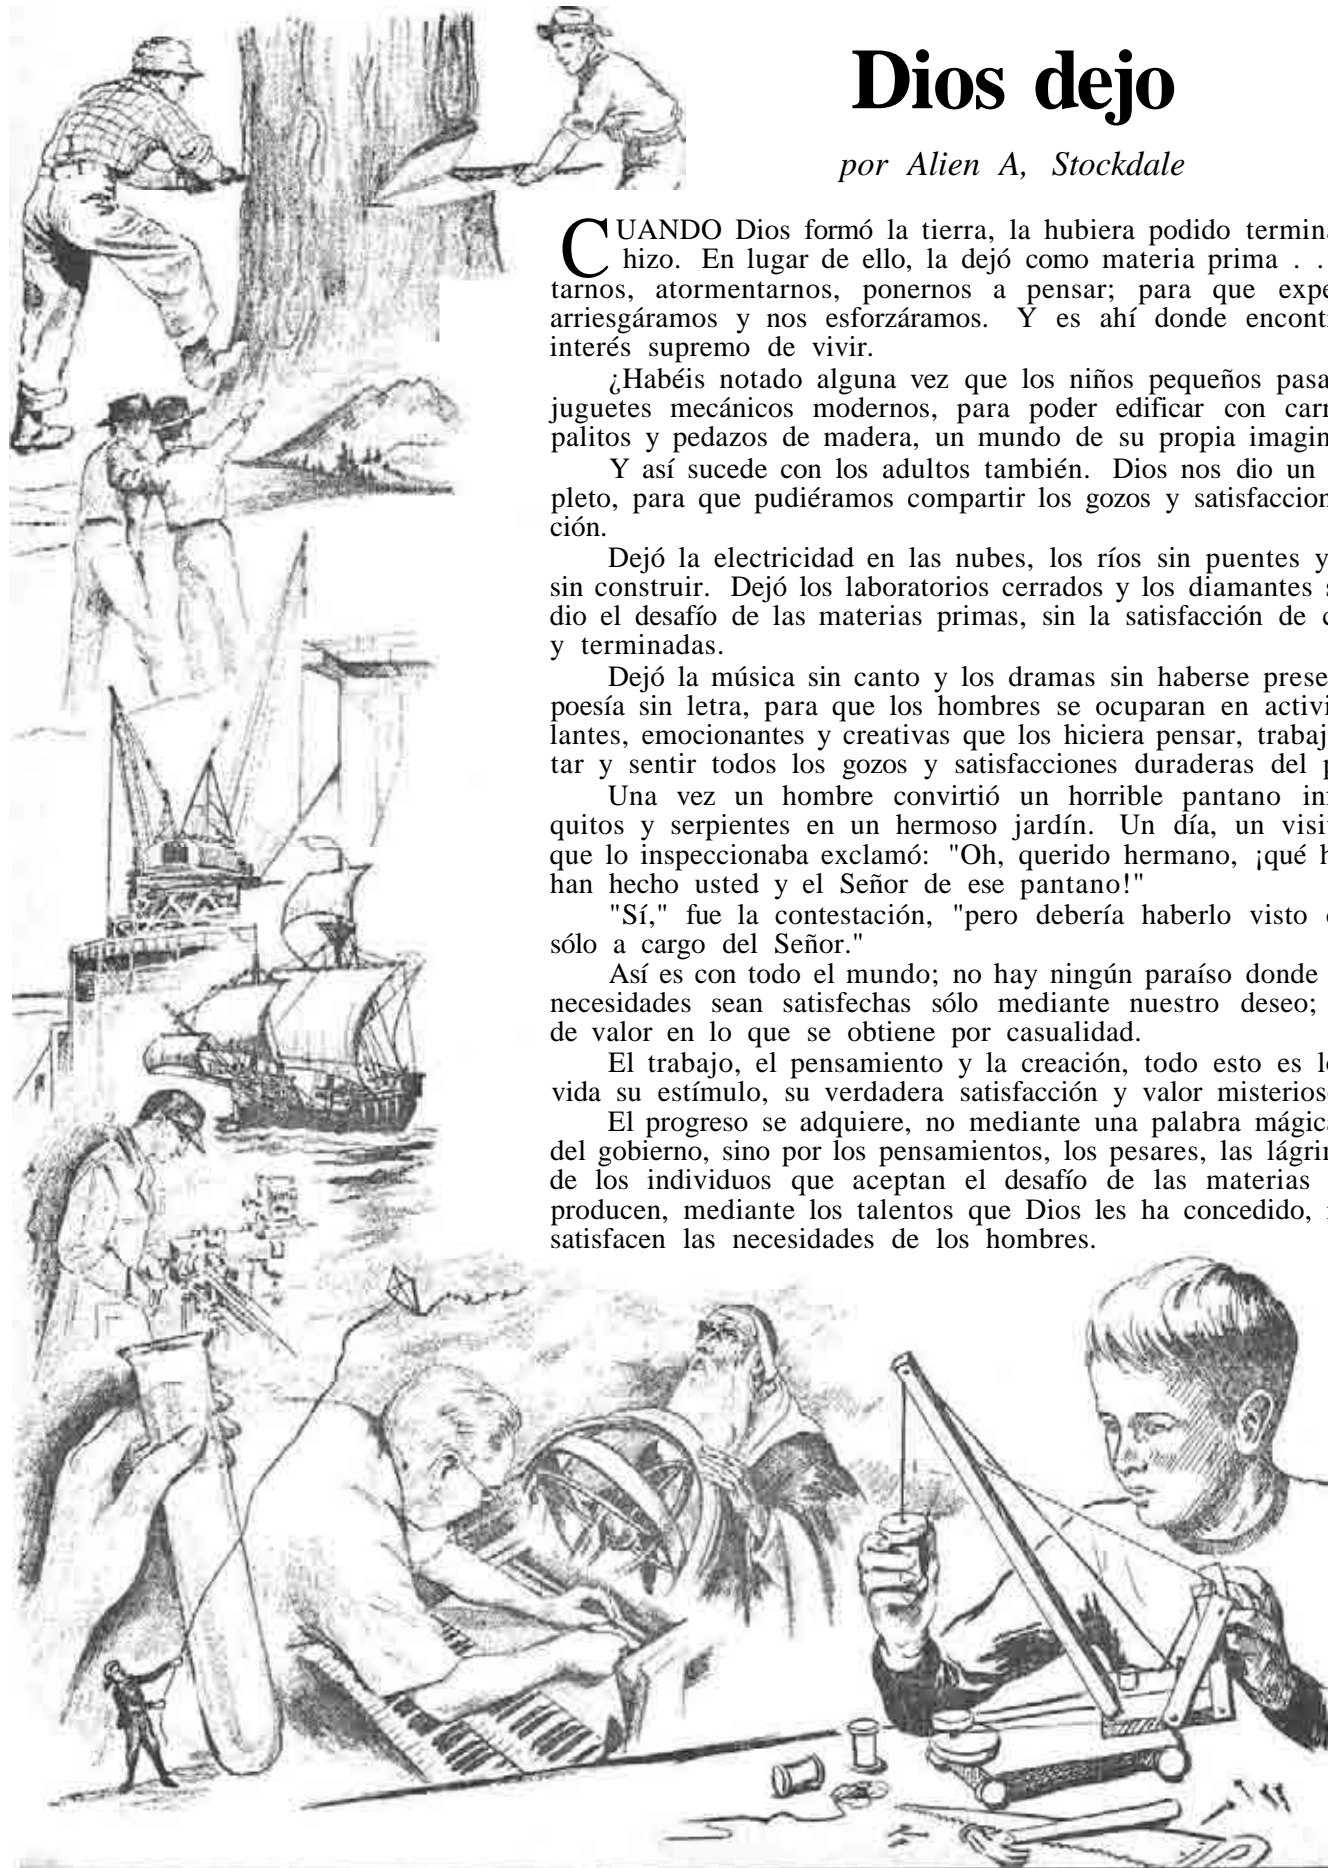 Dios dejo
por Alien A, Stockdale
CUANDO Dios formó la tierra, la hubiera podido termina
hizo. En lugar de ello, la dejó como materia prima . .
tarnos, atormentarnos, ponernos a pensar; para que expe
arriesgáramos y nos esforzáramos. Y es ahí donde encont
interés supremo de vivir.
¿Habéis notado alguna vez que los niños pequeños pasa
juguetes mecánicos modernos, para poder edificar con carr
palitos y pedazos de madera, un mundo de su propia imagin
Y así sucede con los adultos también. Dios nos dio un
pleto, para que pudiéramos compartir los gozos y satisfaccion
ción.
Dejó la electricidad en las nubes, los ríos sin puentes y
sin construir. Dejó los laboratorios cerrados y los diamantes s
dio el desafío de las materias primas, sin la satisfacción de c
y terminadas.
Dejó la música sin canto y los dramas sin haberse prese
poesía sin letra, para que los hombres se ocuparan en activi
lantes, emocionantes y creativas que los hiciera pensar, trabaj
tar y sentir todos los gozos y satisfacciones duraderas del p
Una vez un hombre convirtió un horrible pantano inf
quitos y serpientes en un hermoso jardín. Un día, un visi
que lo inspeccionaba exclamó: "Oh, querido hermano, ¡qué h
han hecho usted y el Señor de ese pantano!"
"Sí," fue la contestación, "pero debería haberlo visto c
sólo a cargo del Señor."
Así es con todo el mundo; no hay ningún paraíso donde
necesidades sean satisfechas sólo mediante nuestro deseo;
de valor en lo que se obtiene por casualidad.
El trabajo, el pensamiento y la creación, todo esto es l
vida su estímulo, su verdadera satisfacción y valor misterios
El progreso se adquiere, no mediante una palabra mágica
del gobierno, sino por los pensamientos, los pesares, las lágri
de los individuos que aceptan el desafío de las materias
producen, mediante los talentos que Dios les ha concedido,
satisfacen las necesidades de los hombres.